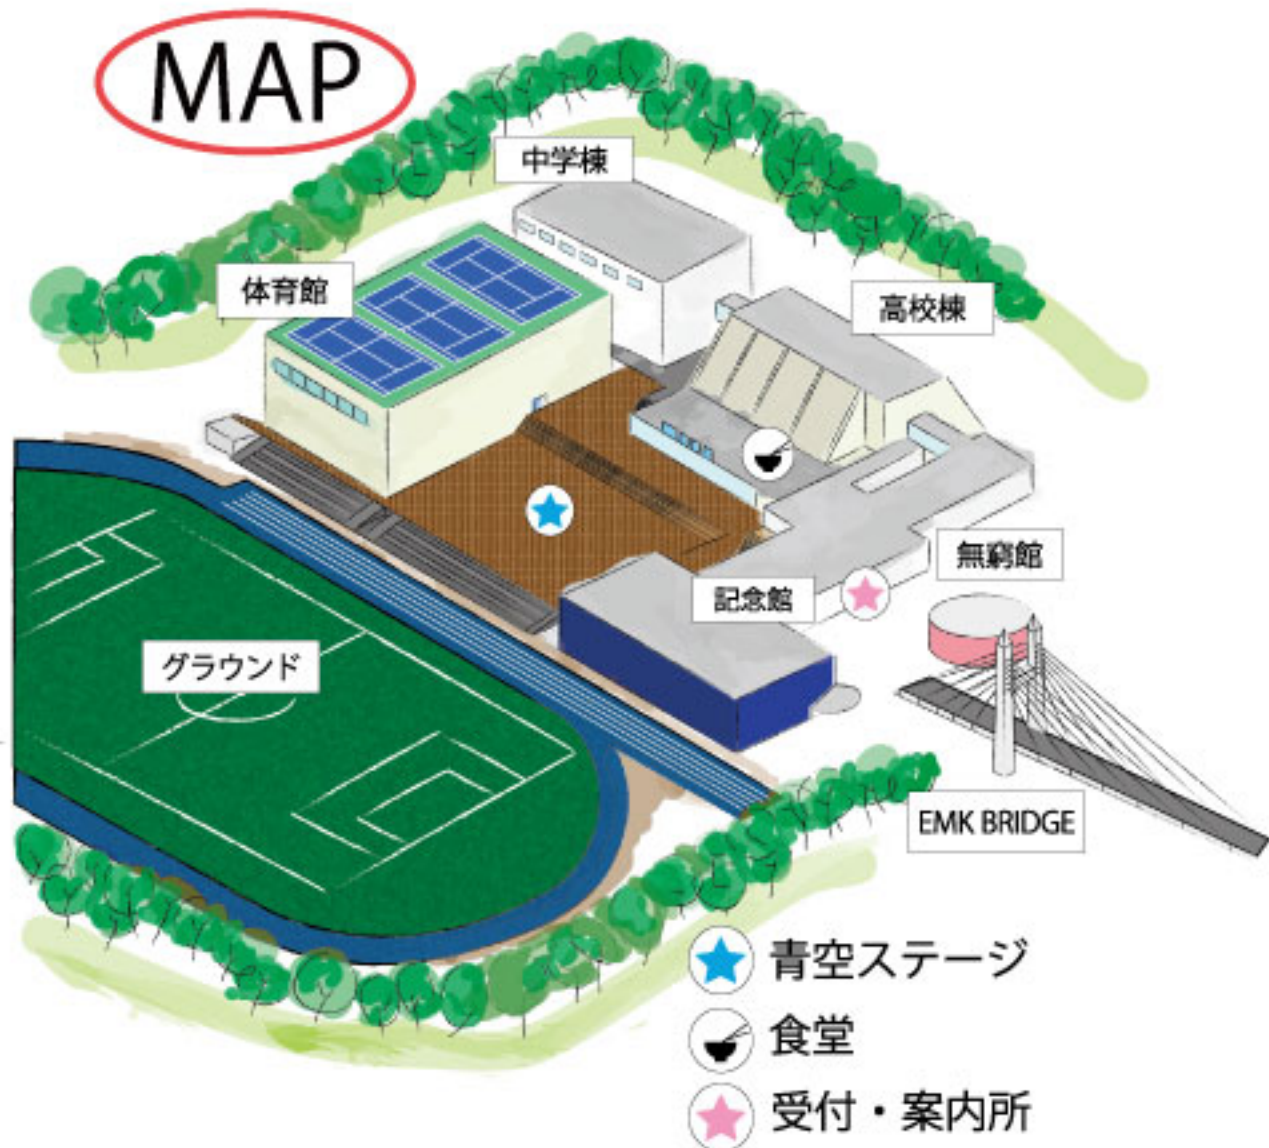 MAP
中学棟
体育館
高校棟
無窮館
記念館
グラウンド
EMK BRIDGE
青空ステージ
食堂
受付・案内所